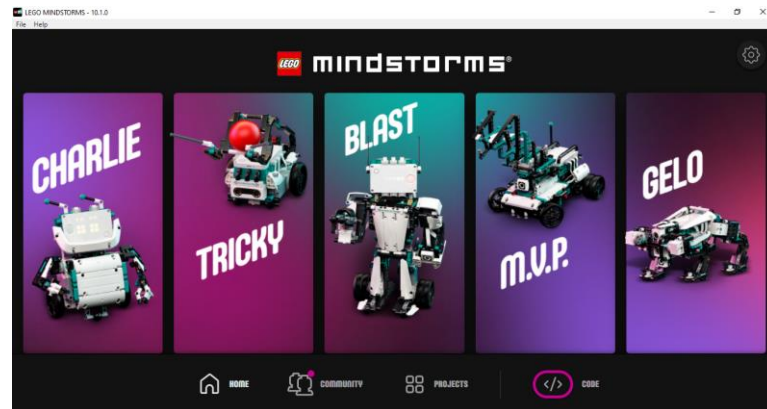 LEGO MINDSTORMS - 10.1.0
File Help
LEGO mindstorms®
CHARLIE
TRICKY
BLAST
M.V.P.
GELO
HOME
COMMUNITY
PROJECTS
</> CODE